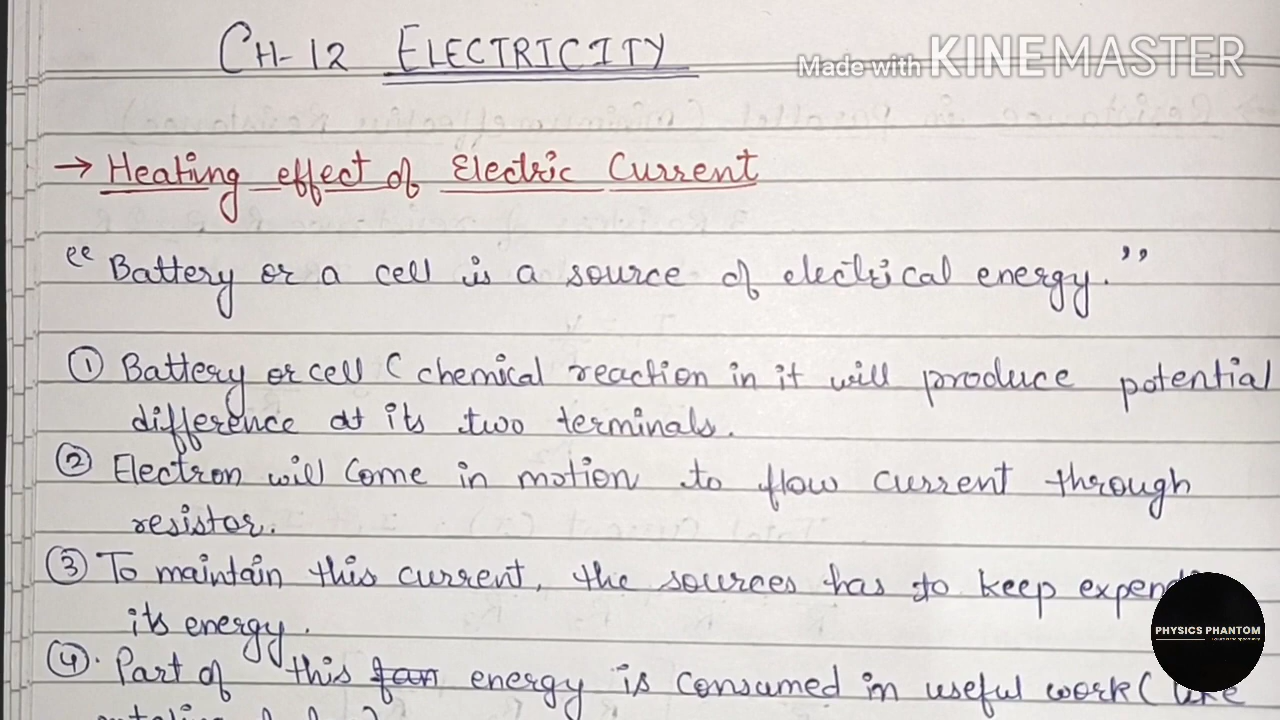 CH-12 ELECTRICITY
Made with KINEMASTER
→ Heating effect of Electric Current
“ Battery or a cell is a source of electrical energy. ”
① Battery or cell ( chemical reaction in it will produce potential
difference at its two terminals.
② Electron will come in motion to flow current through
resistor.
③ To maintain this current, the sources has to keep
its energy.
PHYSICS PHANTOM
④. Part of this energy is consumed in useful work ( like